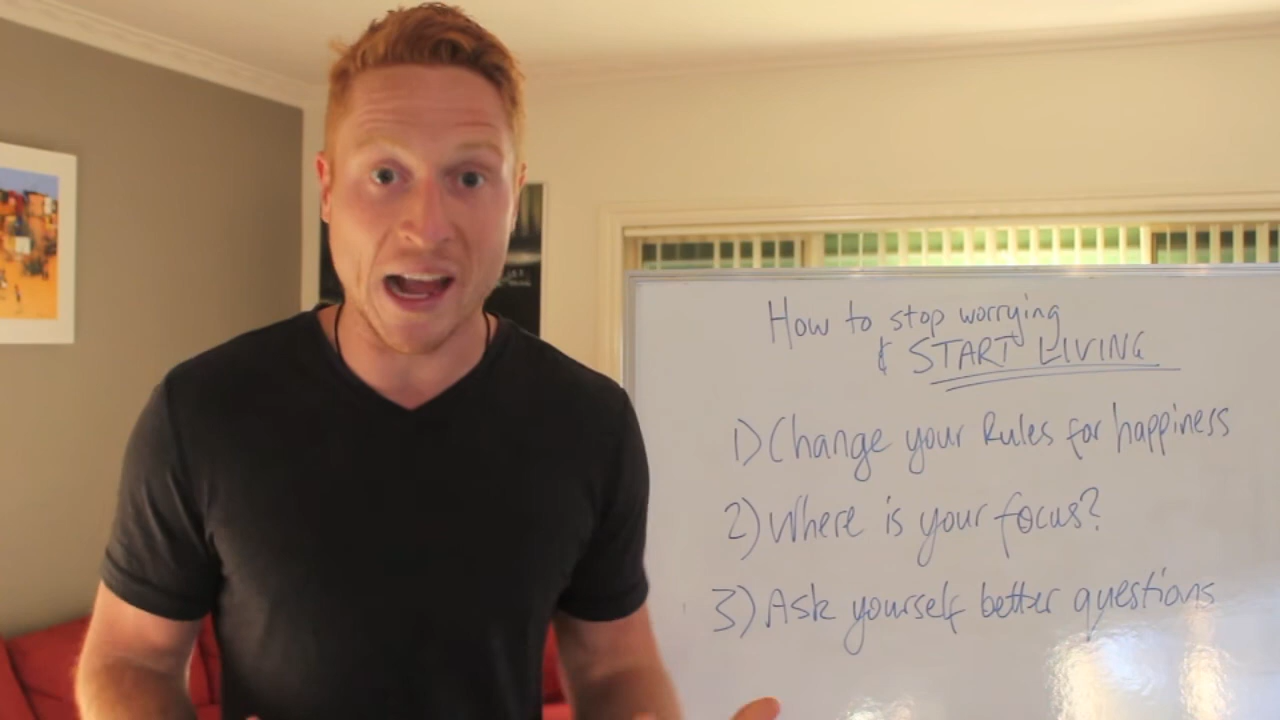 How to stop worrying
& START LIVING
1) Change your Rules for happiness
2) Where is your focus?
3) Ask yourself better questions